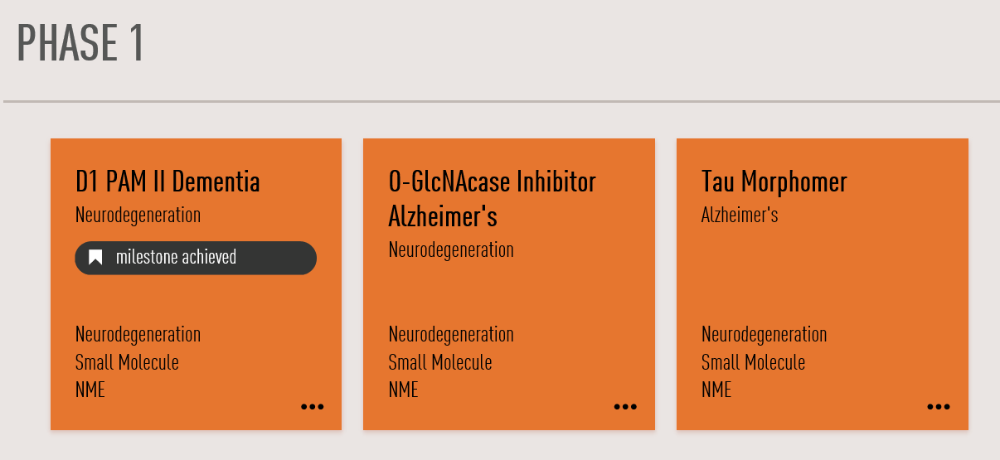 PHASE 1
D1 PAM II Dementia
Neurodegeneration
milestone achieved
Neurodegeneration
Small Molecule
NME
O-GlcNAcase Inhibitor
Alzheimer's
Neurodegeneration
Neurodegeneration
Small Molecule
NME
Tau Morphomer
Alzheimer's
Neurodegeneration
Small Molecule
NME